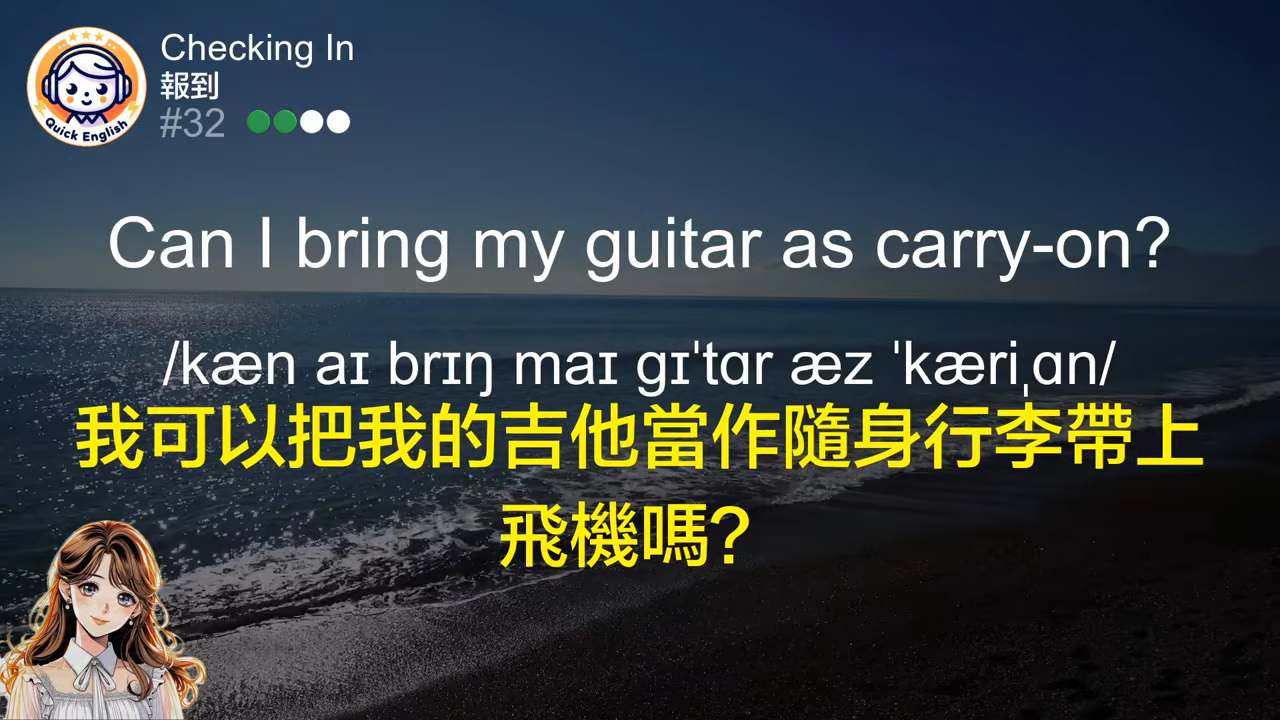 Quick English
Checking In
報到
#32
Can I bring my guitar as carry-on?
/kæn aɪ brɪŋ maɪ ɡɪˈtɑr æz ˈkæriˌɑn/
我可以把我的吉他當作隨身行李帶上
飛機嗎?